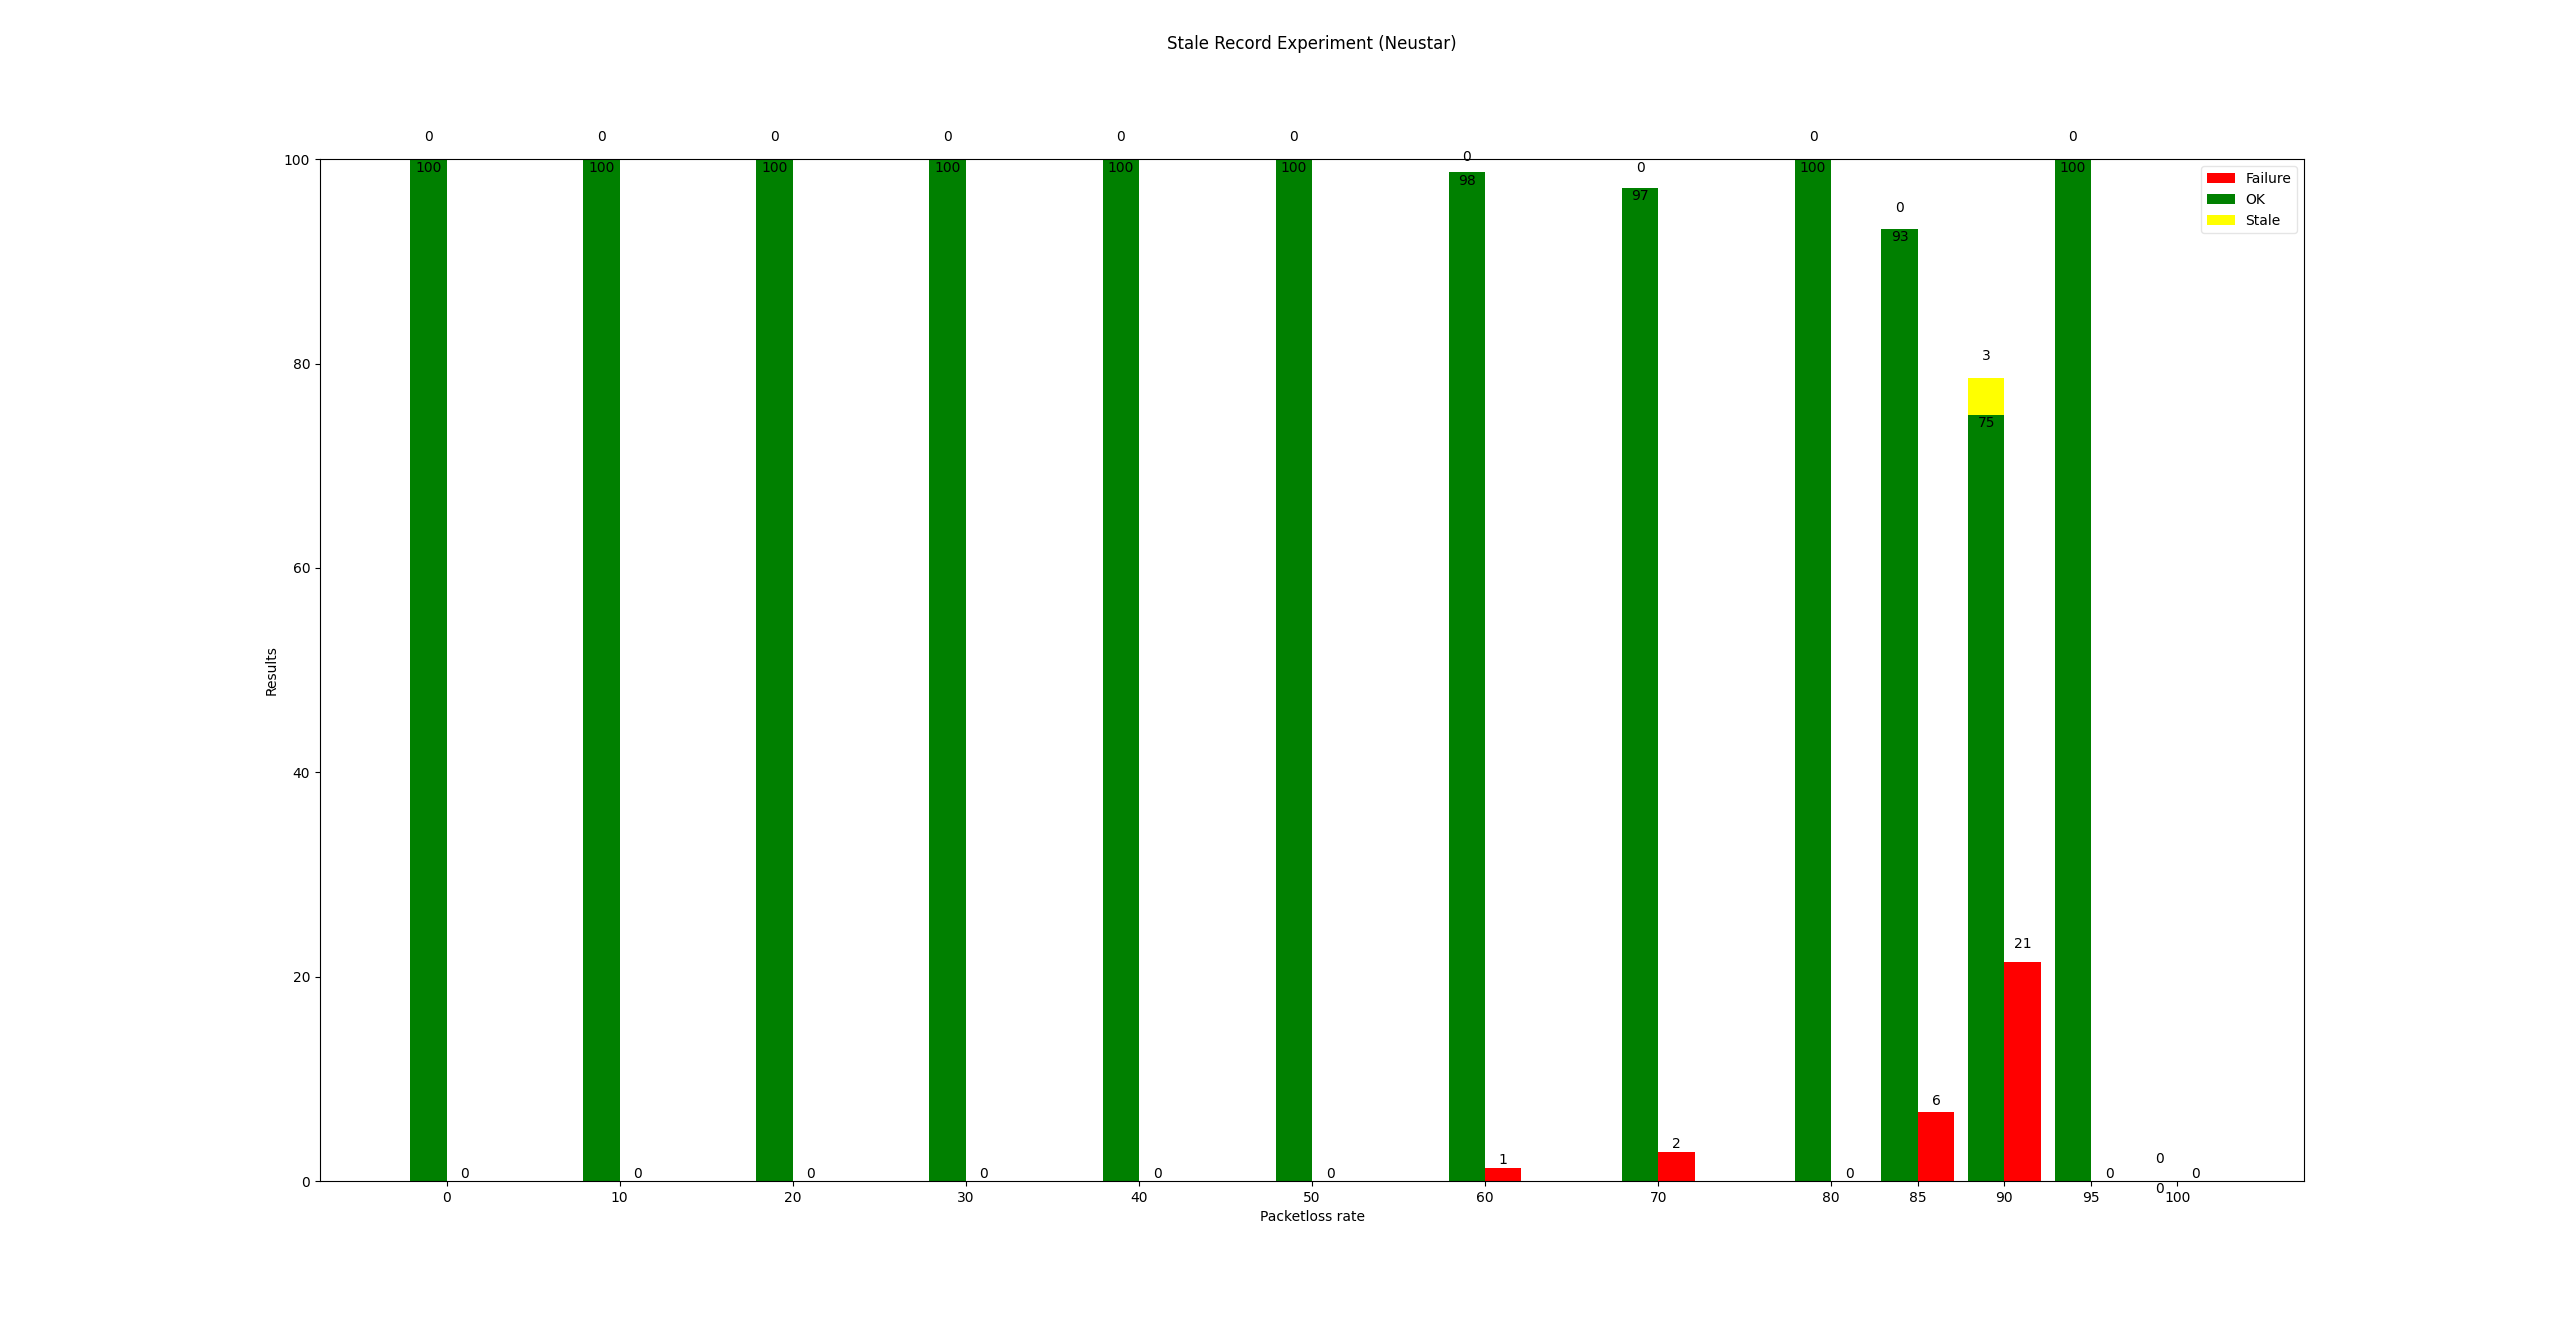 Stale Record Experiment (Neustar)
0 0 0 0 0 0 0 0
0 0
0
100 100 100 100 100 100 98 97 100 93 100
Failure
OK
Stale
3
75
21
6
2
1
0 0 0 0 0 0 0 0 0
0
0
100
80
60
40
20
0
Results
0 10 20 30 40 50 60 70 80 85 90 95 100
Packetloss rate